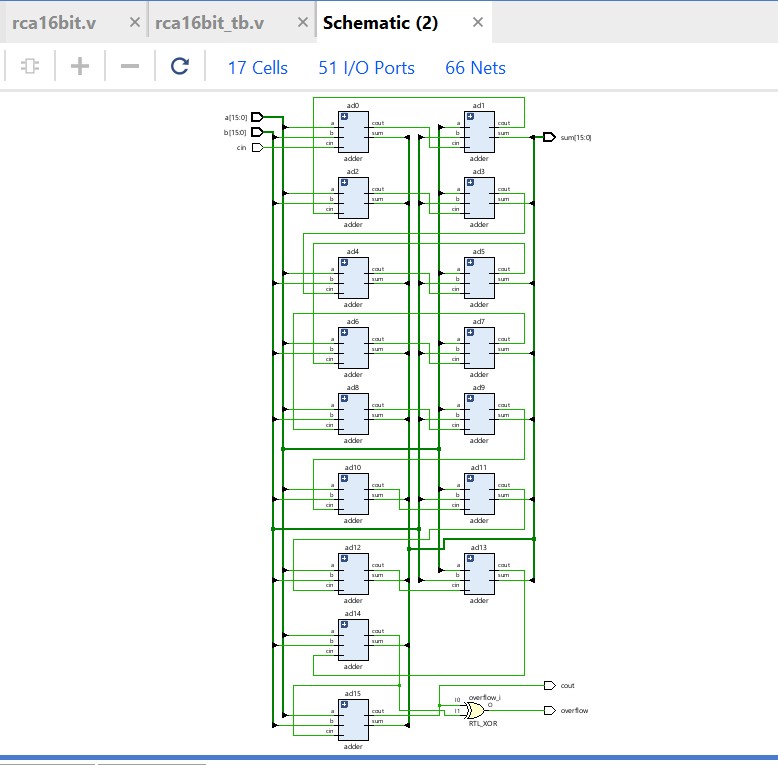 rca16bit.v × rca16bit_tb.v × Schematic (2) ×
17 Cells 51 I/O Ports 66 Nets
ad0 ad1
a[15:0] a cout a cout
b[15:0] b sum b sum sum[15:0]
cin cin cin
adder adder
ad2 ad3
a cout a cout
b sum b sum
cin cin
adder adder
ad4 ad5
a cout a cout
b sum b sum
cin cin
adder adder
ad6 ad7
a cout a cout
b sum b sum
cin cin
adder adder
ad8 ad9
a cout a cout
b sum b sum
cin cin
adder adder
ad10 ad11
a cout a cout
b sum b sum
cin cin
adder adder
ad12 ad13
a cout a cout
b sum b sum
cin cin
adder adder
ad14
a cout
b sum
cin
adder
cout
ad15 overflow_i
I0 O
a cout I1 overflow
b sum RTL_XOR
cin
adder